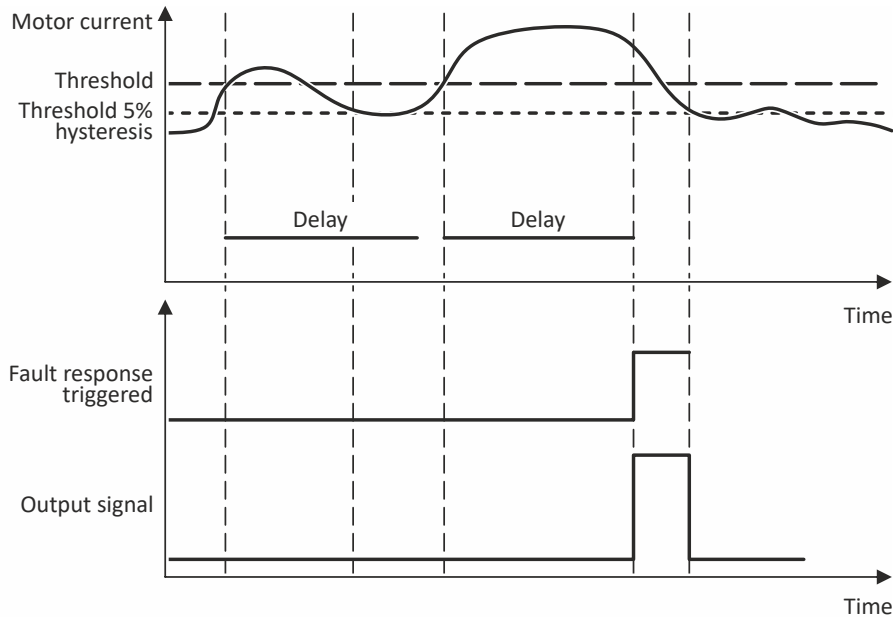 Motor current
Threshold
Threshold 5%
hysteresis
Delay
Delay
Time
Fault response
triggered
Output signal
Time